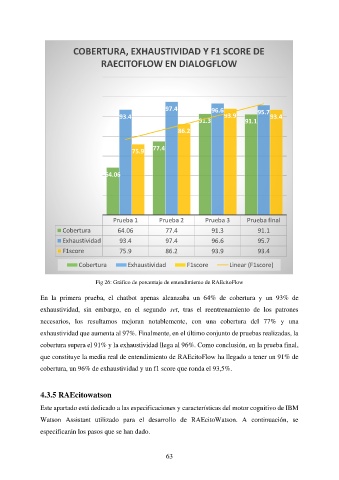 COBERTURA, EXHAUSTIVIDAD Y F1 SCORE DE
RAECITOFLOW EN DIALOGFLOW
64.06
93.4
75.9
77.4
97.4
86.2
91.3
96.6
93.9
91.1
95.7
93.4
Prueba 1 Prueba 2 Prueba 3 Prueba final
Cobertura 64.06 77.4 91.3 91.1
Exhaustividad 93.4 97.4 96.6 95.7
F1score 75.9 86.2 93.9 93.4
Cobertura Exhaustividad F1score Linear (F1score)
Fig 26: Gráfico de porcentaje de entendimiento de RAEcitoFlow
En la primera prueba, el chatbot apenas alcanzaba un 64% de cobertura y un 93% de
exhaustividad, sin embargo, en el segundo set, tras el reentrenamiento de los patrones
necesarios, los resultamos mejoran notablemente, con una cobertura del 77% y una
exhaustividad que aumenta al 97%. Finalmente, en el último conjunto de pruebas realizadas, la
cobertura supera el 91% y la exhaustividad llega al 96%. Como conclusión, en la prueba final,
que constituye la media real de entendimiento de RAEcitoFlow ha llegado a tener un 91% de
cobertura, un 96% de exhaustividad y un f1 score que ronda el 93,5%.
4.3.5 RAEcitowatson
Este apartado está dedicado a las especificaciones y características del motor cognitivo de IBM
Watson Assistant utilizado para el desarrollo de RAEcitoWatson. A continuación, se
especificarán los pasos que se han dado.
63